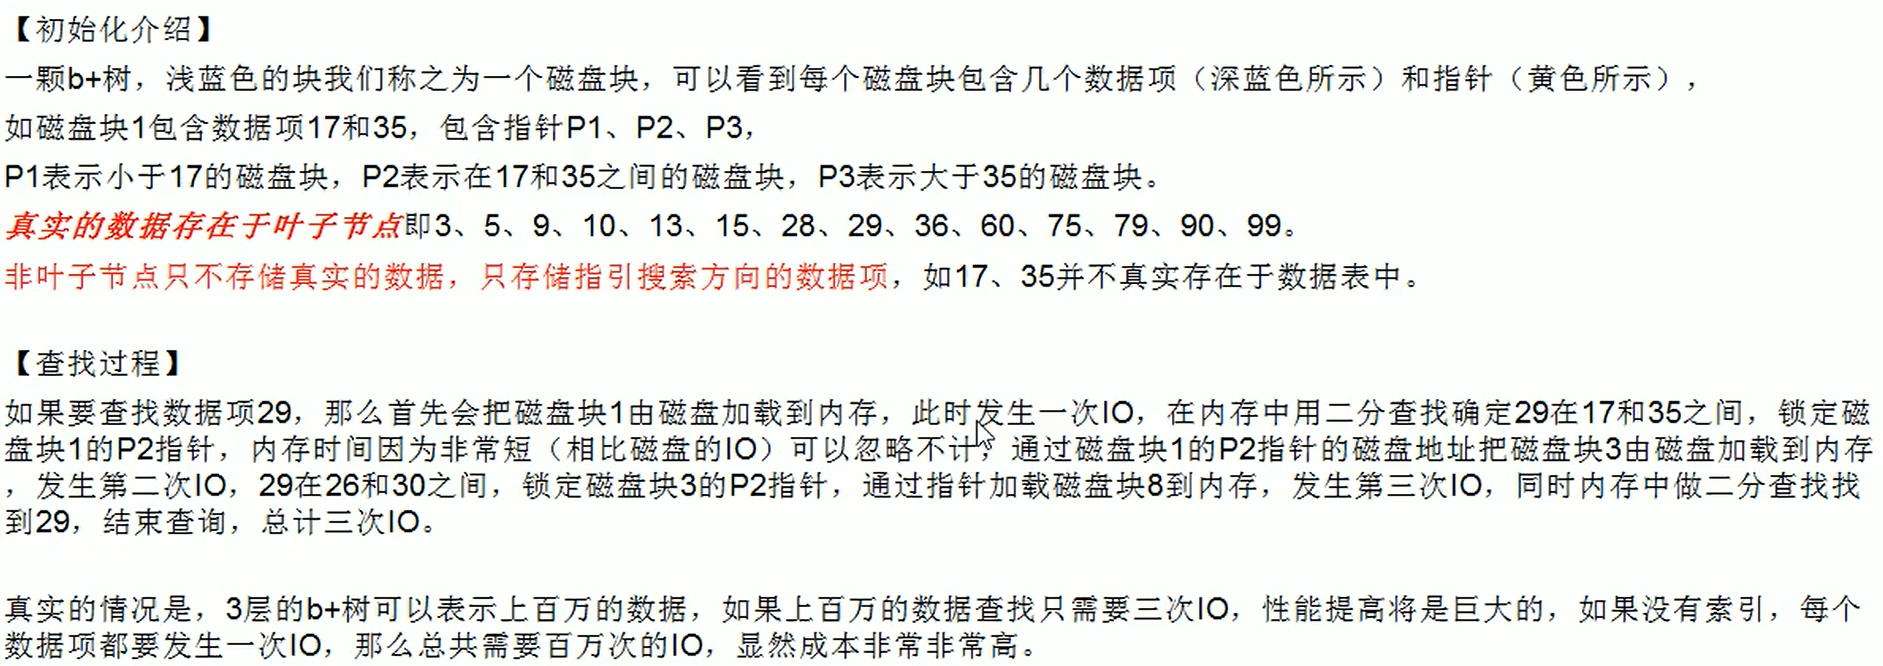 【初始化介绍】
一颗b+树，浅蓝色的块我们称之为一个磁盘块，可以看到每个磁盘块包含几个数据项（深蓝色所示）和指针（黄色所示），
如磁盘块1包含数据项17和35，包含指针P1、P2、P3，
P1表示小于17的磁盘块，P2表示在17和35之间的磁盘块，P3表示大于35的磁盘块。
真实的数据存在于叶子节点即3、5、9、10、13、15、28、29、36、60、75、79、90、99。
非叶子节点只不存储真实的数据，只存储指引搜索方向的数据项，如17、35并不真实存在于数据表中。
【查找过程】
如果要查找数据项29，那么首先会把磁盘块1由磁盘加载到内存，此时发生一次IO，在内存中用二分查找确定29在17和35之间，锁定磁
盘块1的P2指针，内存时间因为非常短（相比磁盘的IO）可以忽略不计，通过磁盘块1的P2指针的磁盘地址把磁盘块3由磁盘加载到内存
，发生第二次IO，29在26和30之间，锁定磁盘块3的P2指针，通过指针加载磁盘块8到内存，发生第三次IO，同时内存中做二分查找找
到29，结束查询，总计三次IO。
真实的情况是，3层的b+树可以表示上百万的数据，如果上百万的数据查找只需要三次IO，性能提高将是巨大的，如果没有索引，每个
数据项都要发生一次IO，那么总共需要百万次的IO，显然成本非常非常高。